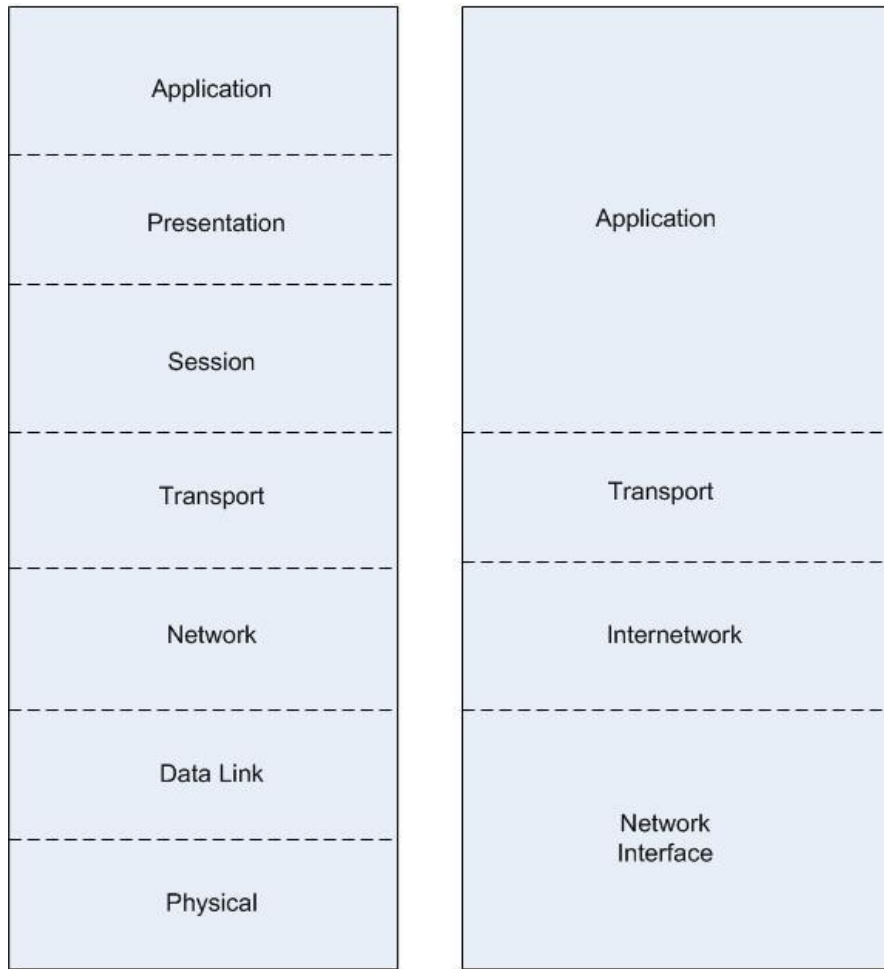 Application
Presentation
Session
Transport
Network
Data Link
Physical
Application
Transport
Internetwork
Network
Interface